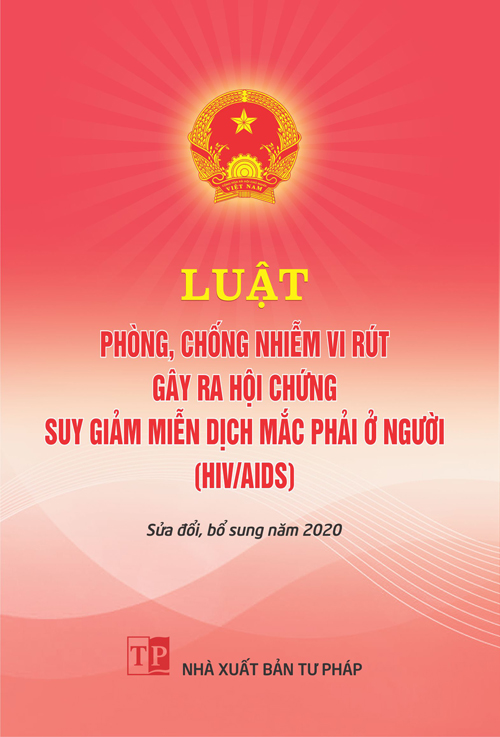 VIỆT NAM
LUẬT
PHÒNG, CHỐNG NHIỄM VI RÚT
GÂY RA HỘI CHỨNG
SUY GIẢM MIỄN DỊCH MẮC PHẢI Ở NGƯỜI
(HIV/AIDS)
Sửa đổi, bổ sung năm 2020
TP
NHÀ XUẤT BẢN TƯ PHÁP